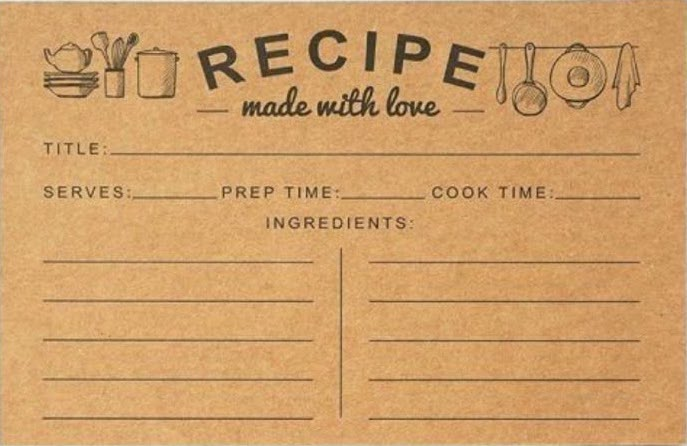 RECIPE
made with love
TITLE:
SERVES: PREP TIME: COOK TIME:
INGREDIENTS: